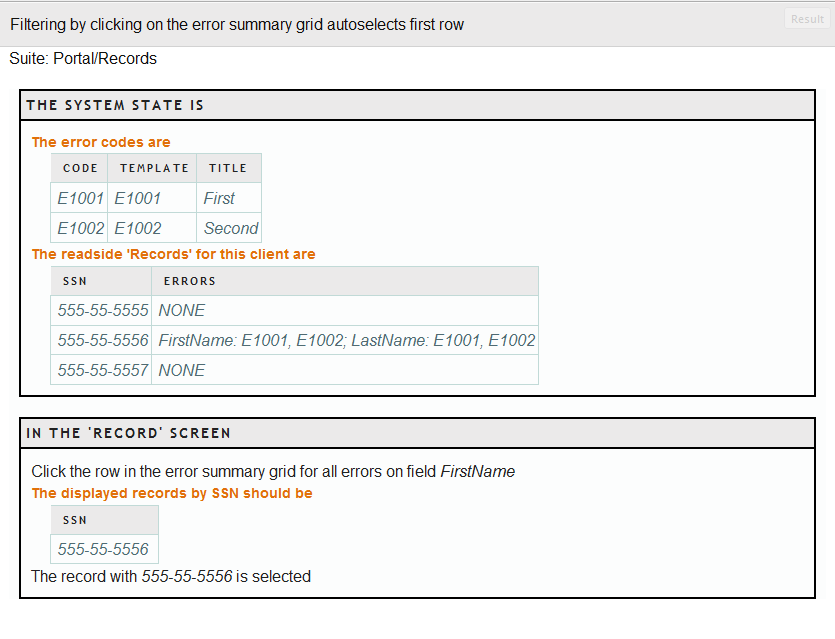 Filtering by clicking on the error summary grid autoselects first row
Result
Suite: Portal/Records
THE SYSTEM STATE IS
The error codes are
CODE TEMPLATE TITLE
E1001 E1001 First
E1002 E1002 Second
The readside 'Records' for this client are
SSN ERRORS
555-55-5555 NONE
555-55-5556 FirstName: E1001, E1002; LastName: E1001, E1002
555-55-5557 NONE
IN THE 'RECORD' SCREEN
Click the row in the error summary grid for all errors on field FirstName
The displayed records by SSN should be
SSN
555-55-5556
The record with 555-55-5556 is selected